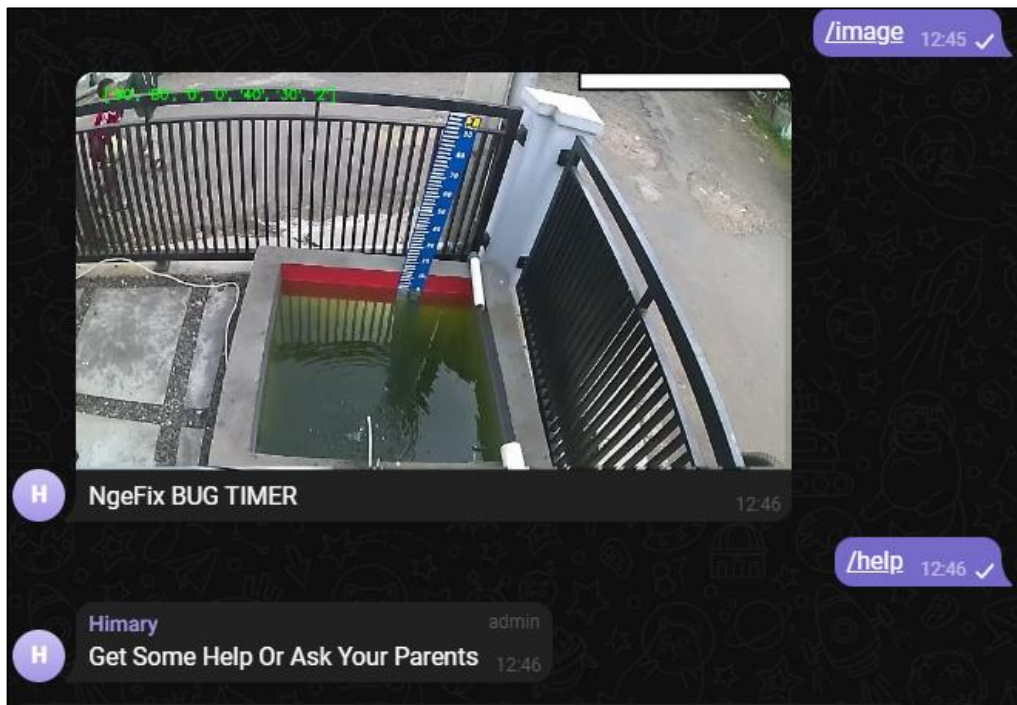 /image 12:45
NgeFix BUG TIMER
12:46
/help 12:46
Himary admin
Get Some Help Or Ask Your Parents 12:46
H